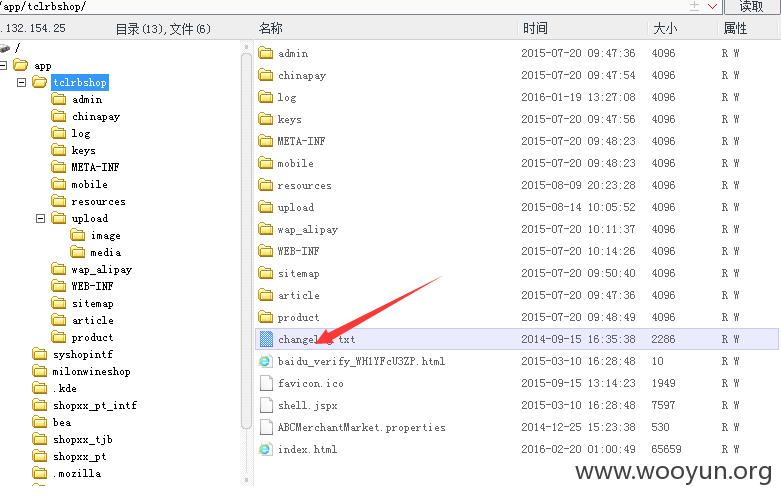 /app/tclrbshop/ 读取
.132.154.25 目录(13),文件(6) 名称 时间 大小 属性
/
app
tclrbshop
admin
chinapay
log
keys
META-INF
mobile
resources
upload
image
media
wap_alipay
WEB-INF
sitemap
article
product
syshopintf
milonwineshop
.kde
shopxx_pt_intf
bea
shopxx_tjb
shopxx_pt
.mozilla
admin 2015-07-20 09:47:36 4096 R W
chinapay 2015-07-20 09:47:54 4096 R W
log 2016-01-19 13:27:08 4096 R W
keys 2015-07-20 09:47:56 4096 R W
META-INF 2015-07-20 09:48:23 4096 R W
mobile 2015-07-20 09:48:23 4096 R W
resources 2015-08-09 20:23:28 4096 R W
upload 2015-08-14 10:05:52 4096 R W
wap_alipay 2015-07-20 10:11:37 4096 R W
WEB-INF 2015-07-20 10:14:26 4096 R W
sitemap 2015-07-20 09:50:40 4096 R W
article 2015-07-20 09:47:36 4096 R W
product 2015-07-20 09:48:49 4096 R W
changelog.txt 2014-09-15 16:35:38 2286 R W
baidu_verify_WH1YFcU3ZP.html 2015-03-10 16:28:48 10 R W
favicon.ico 2014-09-15 13:14:23 1949 R W
shell.jspx 2015-03-10 16:28:48 7597 R W
ABCMerchantMarket.properties 2014-12-25 15:23:38 530 R W
index.html 2016-02-20 01:00:49 65659 R W
www.wooyun.org